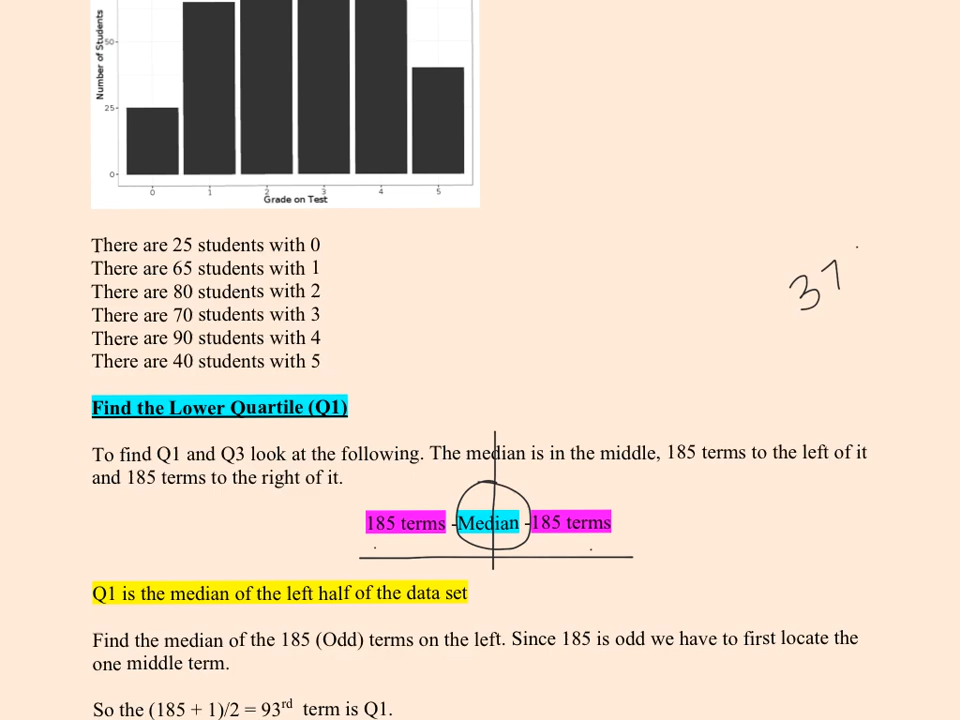 Number of Students
50
25
0
0 1 2 3 4 5
Grade on Test
There are 25 students with 0
There are 65 students with 1
There are 80 students with 2
There are 70 students with 3
There are 90 students with 4
There are 40 students with 5
37
Find the Lower Quartile (Q1)
To find Q1 and Q3 look at the following. The median is in the middle, 185 terms to the left of it
and 185 terms to the right of it.
185 terms -Median -185 terms
Q1 is the median of the left half of the data set
Find the median of the 185 (Odd) terms on the left. Since 185 is odd we have to first locate the
one middle term.
So the (185 + 1)/2 = 93rd term is Q1.